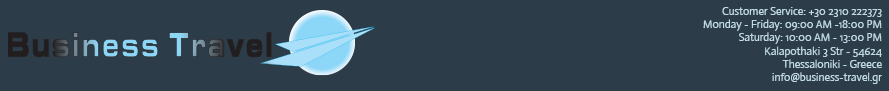 Business Travel
Customer Service: +30 2310 222373
Monday - Friday: 09:00 AM -18:00 PM
Saturday: 10:00 AM - 13:00 PM
Kalapothaki 3 Str - 54624
Thessaloniki - Greece
info@business-travel.gr